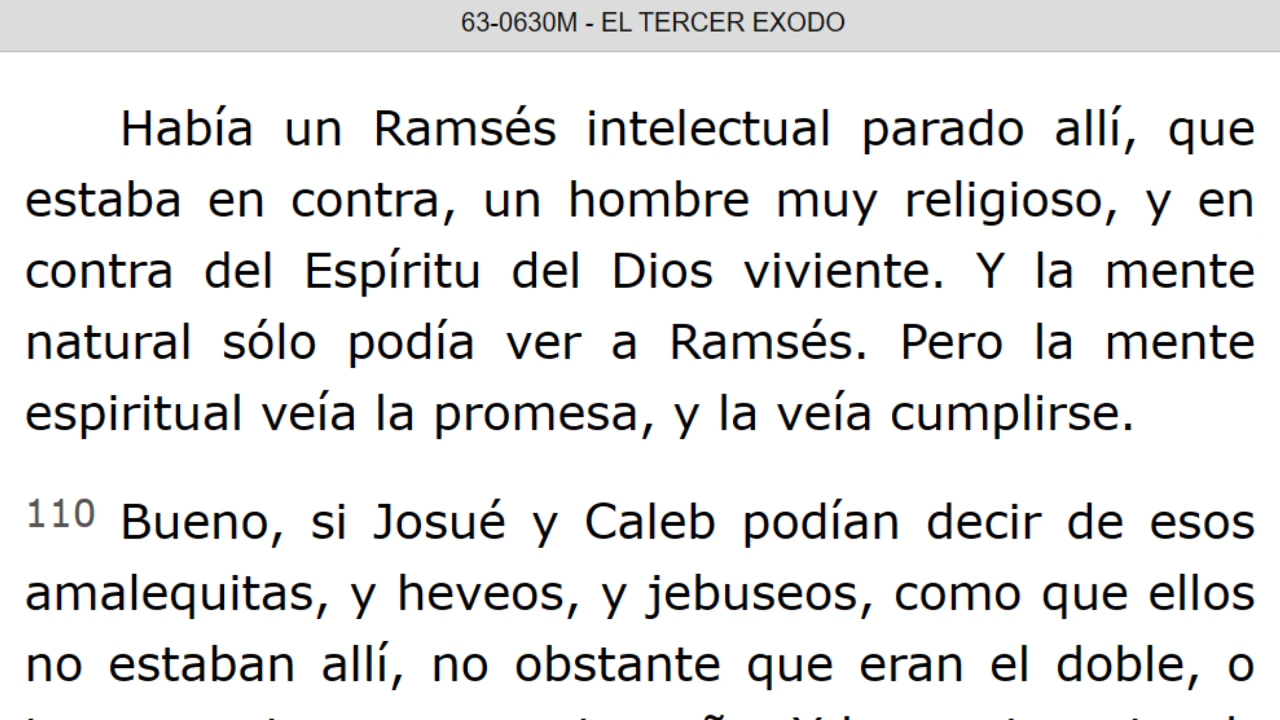 63-0630M - EL TERCER EXODO
Había un Ramsés intelectual parado allí, que
estaba en contra, un hombre muy religioso, y en
contra del Espíritu del Dios viviente. Y la mente
natural sólo podía ver a Ramsés. Pero la mente
espiritual veía la promesa, y la veía cumplirse.
110 Bueno, si Josué y Caleb podían decir de esos
amalequitas, y heveos, y jebuseos, como que ellos
no estaban allí, no obstante que eran el doble, o